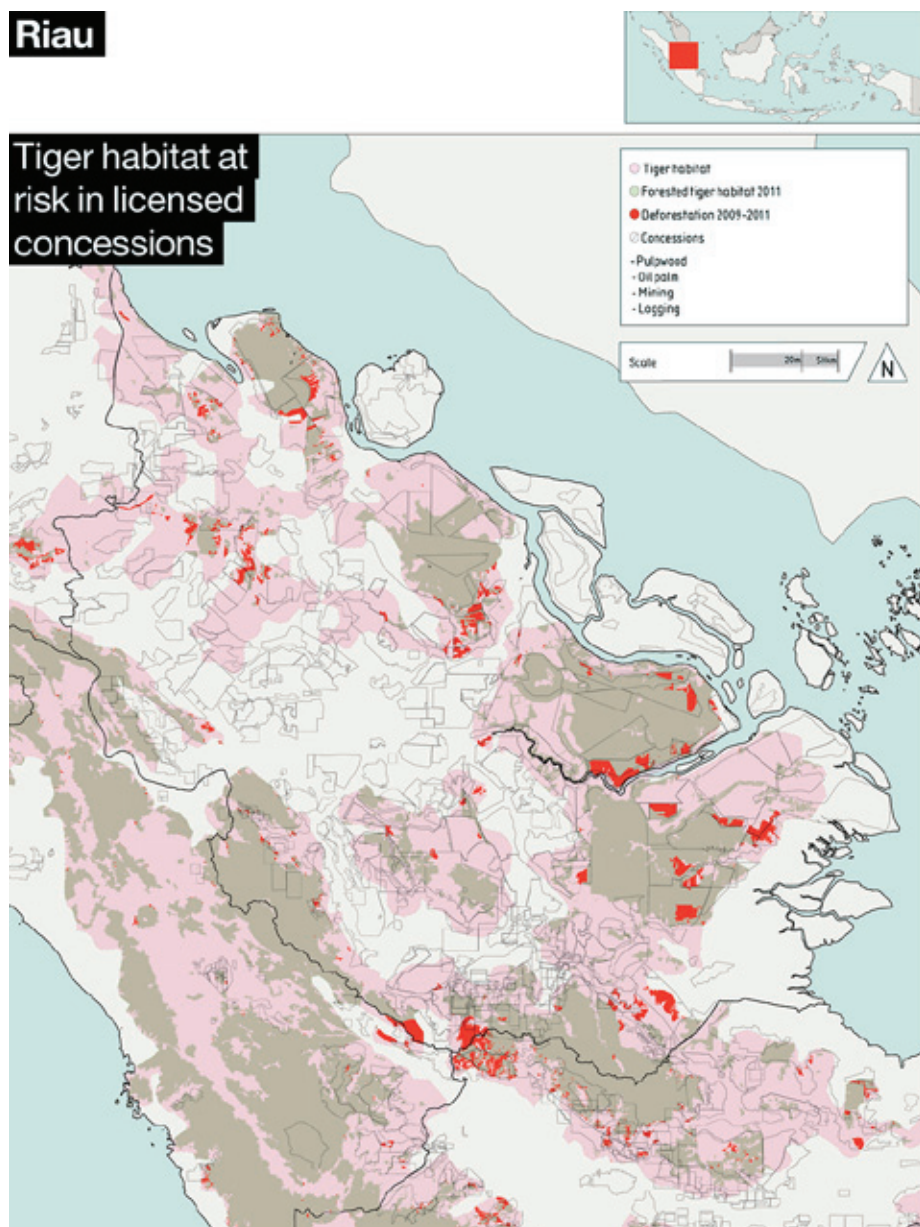 Riau
Tiger habitat at
risk in licensed
concessions
Tiger habitat
Forested tiger habitat 2011
Deforestation 2009-2011
Concessions
-Pulpwood
- Oil palm
- Mining
- Logging
Scale
N